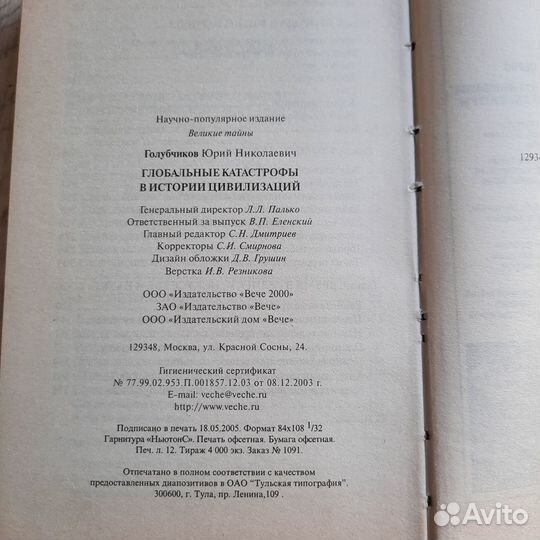 Научно-популярное издание
Великие тайны
Голубчиков Юрий Николаевич
ГЛОБАЛЬНЫЕ КАТАСТРОФЫ
В ИСТОРИИ ЦИВИЛИЗАЦИЙ
Генеральный директор Л.Л. Палько
Ответственный за выпуск В.П. Еленский
Главный редактор С.Н. Дмитриев
Корректоры С.И. Смирнова
Дизайн обложки Д.В. Грушин
Верстка И.В. Резникова
ООО «Издательство «Вече 2000»
ЗАО «Издательство «Вече»
ООО «Издательский дом «Вече»
129348, Москва, ул. Красной Сосны, 24.
Гигиенический сертификат
№ 77.99.02.953.П.001857.12.03 от 08.12.2003 г.
E-mail: veche@veche.ru
http://www.veche.ru
Подписано в печать 18.05.2005. Формат 84x108 1/32
Гарнитура «НьютонС». Печать офсетная. Бумага офсетная.
Печ. л. 12. Тираж 4 000 экз. Заказ № 1091.
Отпечатано в полном соответствии с качеством
предоставленных диапозитивов в ОАО "Тульская типография".
300600, г. Тула, пр. Ленина,109 .
1293
Avito